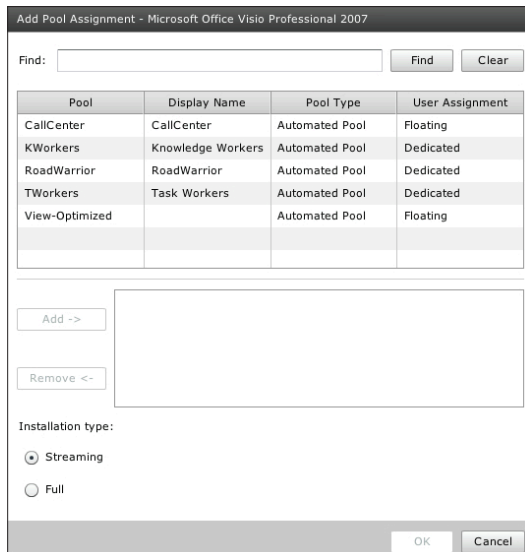 Add Pool Assignment - Microsoft Office Visio Professional 2007
Find: Find Clear
Pool Display Name Pool Type User Assignment
CallCenter CallCenter Automated Pool Floating
KWorkers Knowledge Workers Automated Pool Dedicated
RoadWarrior RoadWarrior Automated Pool Dedicated
TWorkers Task Workers Automated Pool Dedicated
View-Optimized Automated Pool Floating
Add ->
Remove <-
Installation type:
Streaming
Full
OK Cancel